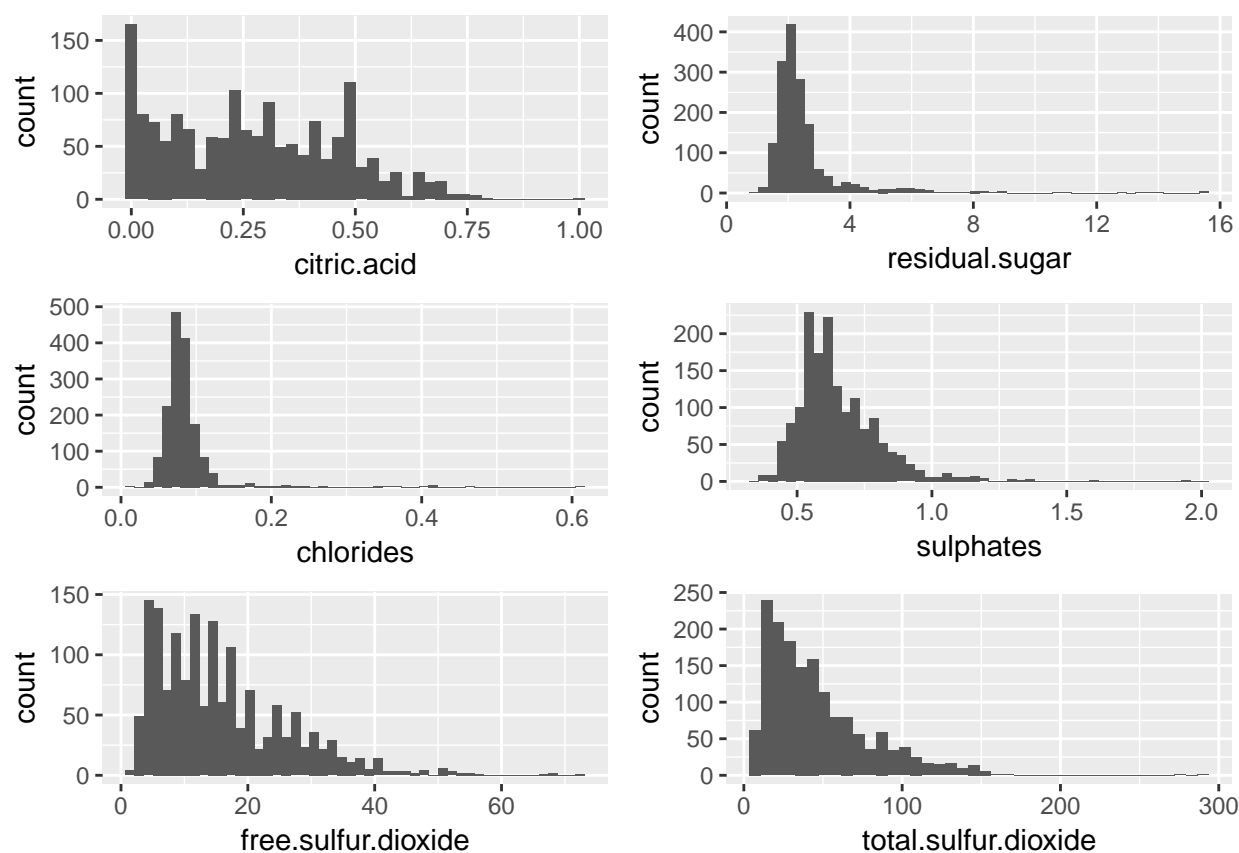 count
150
100
50
0
0.00 0.25 0.50 0.75 1.00
citric.acid
count
400
300
200
100
0
0 4 8 12 16
residual.sugar
count
500
400
300
200
100
0
0.0 0.2 0.4 0.6
chlorides
count
200
150
100
50
0
0.5 1.0 1.5 2.0
sulphates
count
150
100
50
0
0 20 40 60
free.sulfur.dioxide
count
250
200
150
100
50
0
0 100 200 300
total.sulfur.dioxide